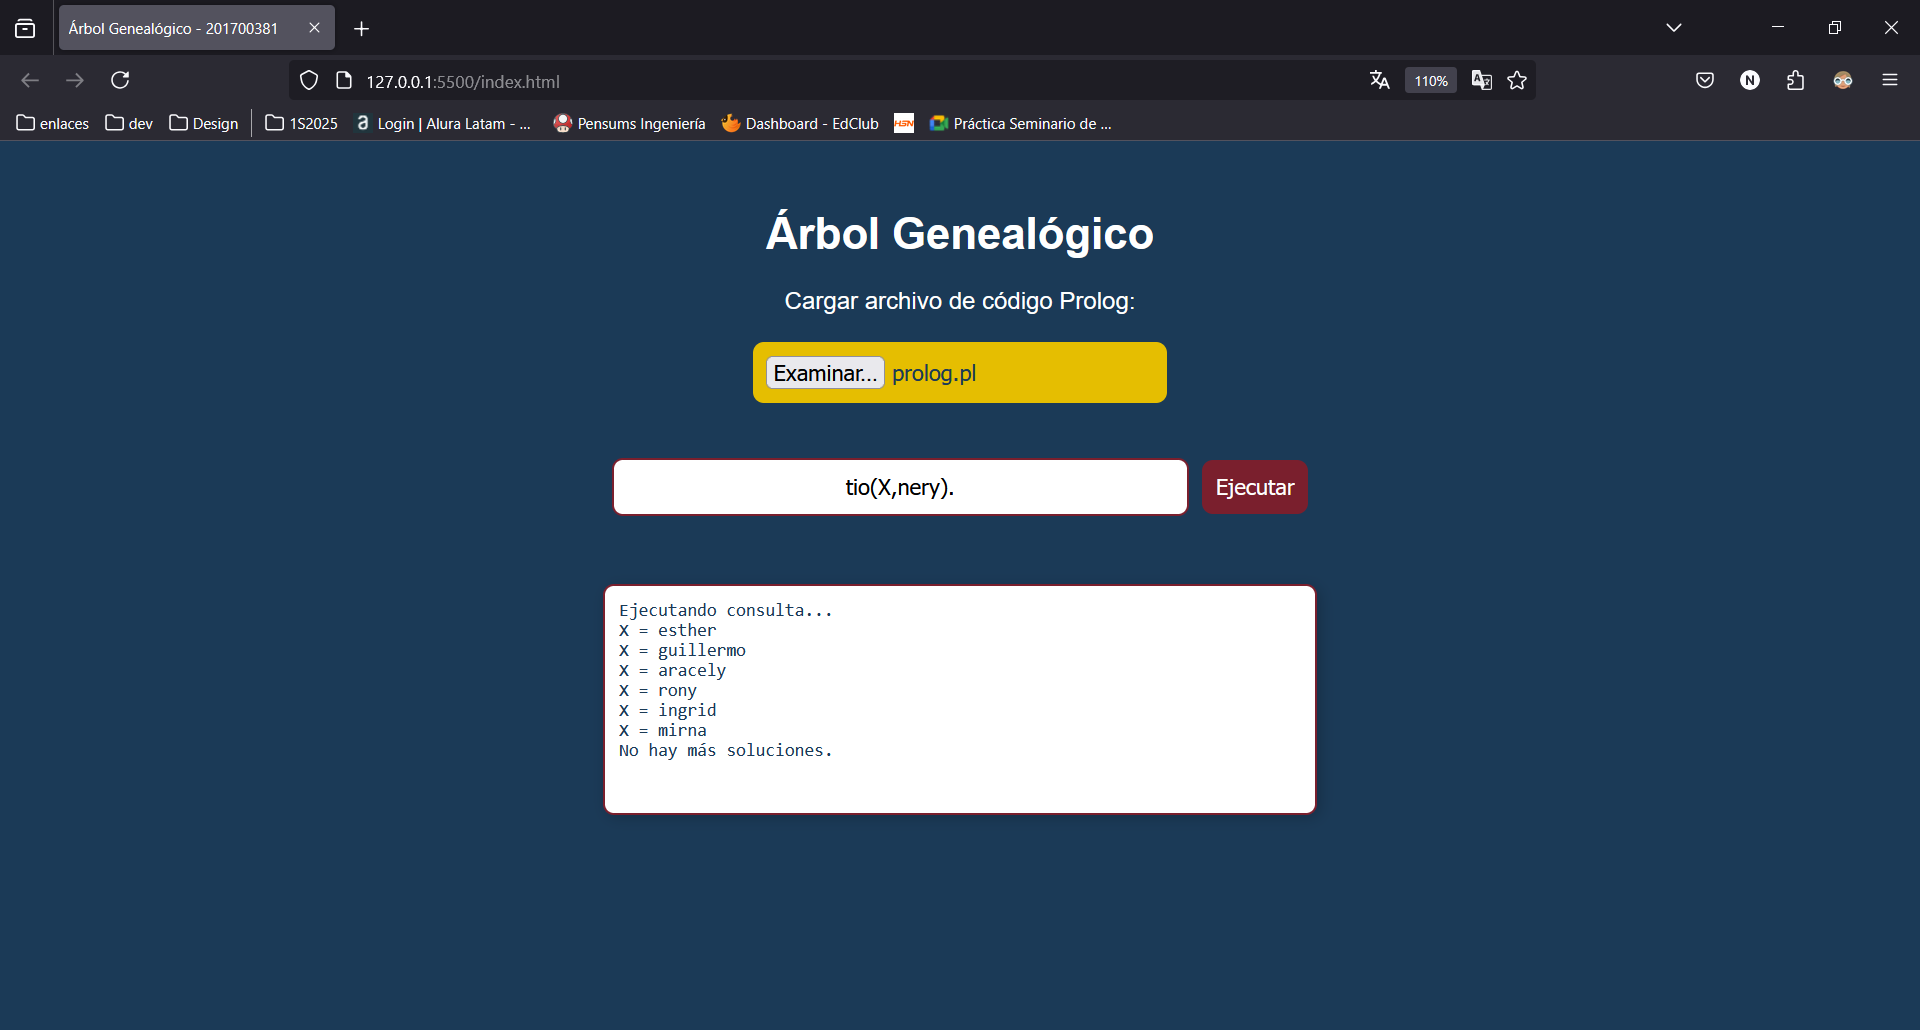 Árbol Genealógico - 201700381
127.0.0.1:5500/index.html
110%
N
enlaces dev Design 1S2025 a Login | Alura Latam - ... Pensums Ingeniería Dashboard - EdClub HSN Práctica Seminario de ...
Árbol Genealógico
Cargar archivo de código Prolog:
Examinar... prolog.pl
tio(X,nery). Ejecutar
Ejecutando consulta...
X = esther
X = guillermo
X = aracely
X = rony
X = ingrid
X = mirna
No hay más soluciones.